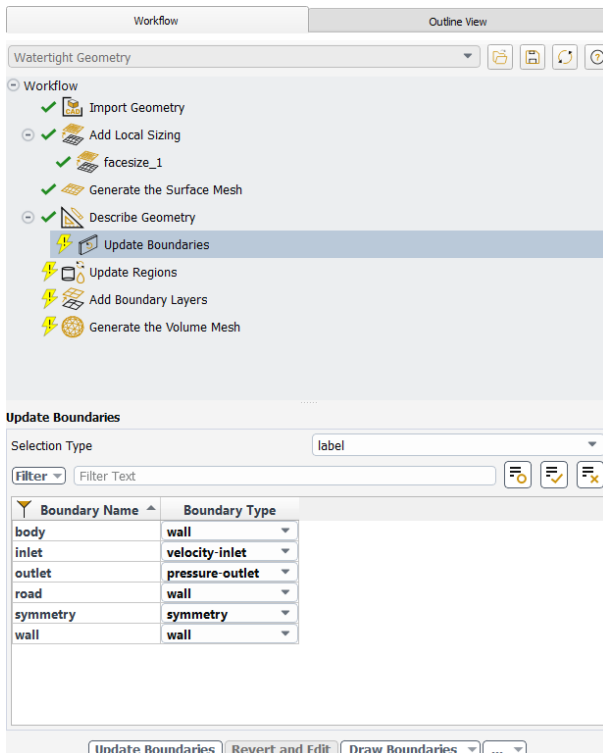 Workflow Outline View
Watertight Geometry
Workflow
Import Geometry
Add Local Sizing
facesize_1
Generate the Surface Mesh
Describe Geometry
Update Boundaries
Update Regions
Add Boundary Layers
Generate the Volume Mesh
Update Boundaries
Selection Type label
Filter Filter Text
Boundary Name Boundary Type
body wall
inlet velocity-inlet
outlet pressure-outlet
road wall
symmetry symmetry
wall wall
Update Boundaries Revert and Edit Draw Boundaries ...